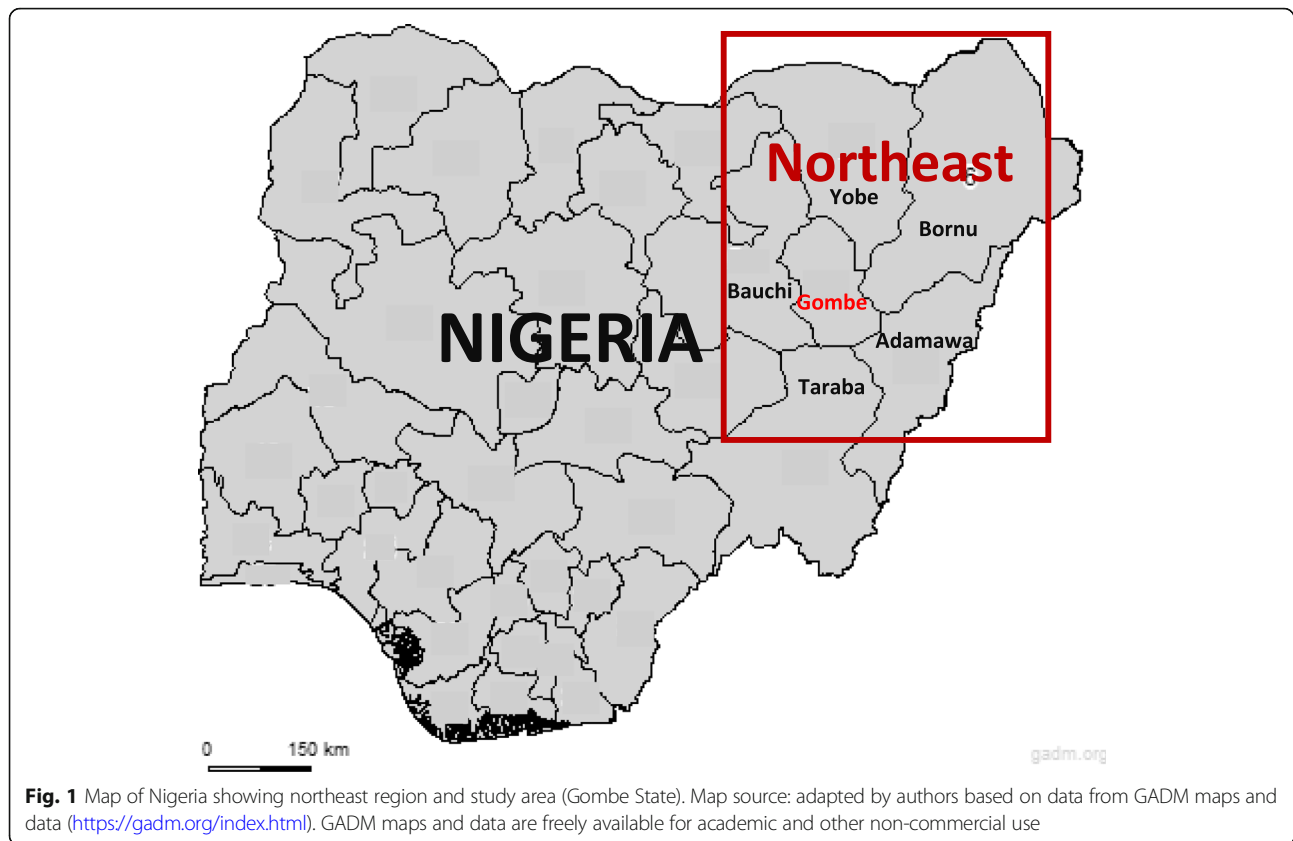 Northeast
6
Yobe
Bornu
Bauchi
Gombe
NIGERIA
Adamawa
Taraba
0 150 km
gadm.org
Fig. 1 Map of Nigeria showing northeast region and study area (Gombe State). Map source: adapted by authors based on data from GADM maps and
data (https://gadm.org/index.html). GADM maps and data are freely available for academic and other non-commercial use